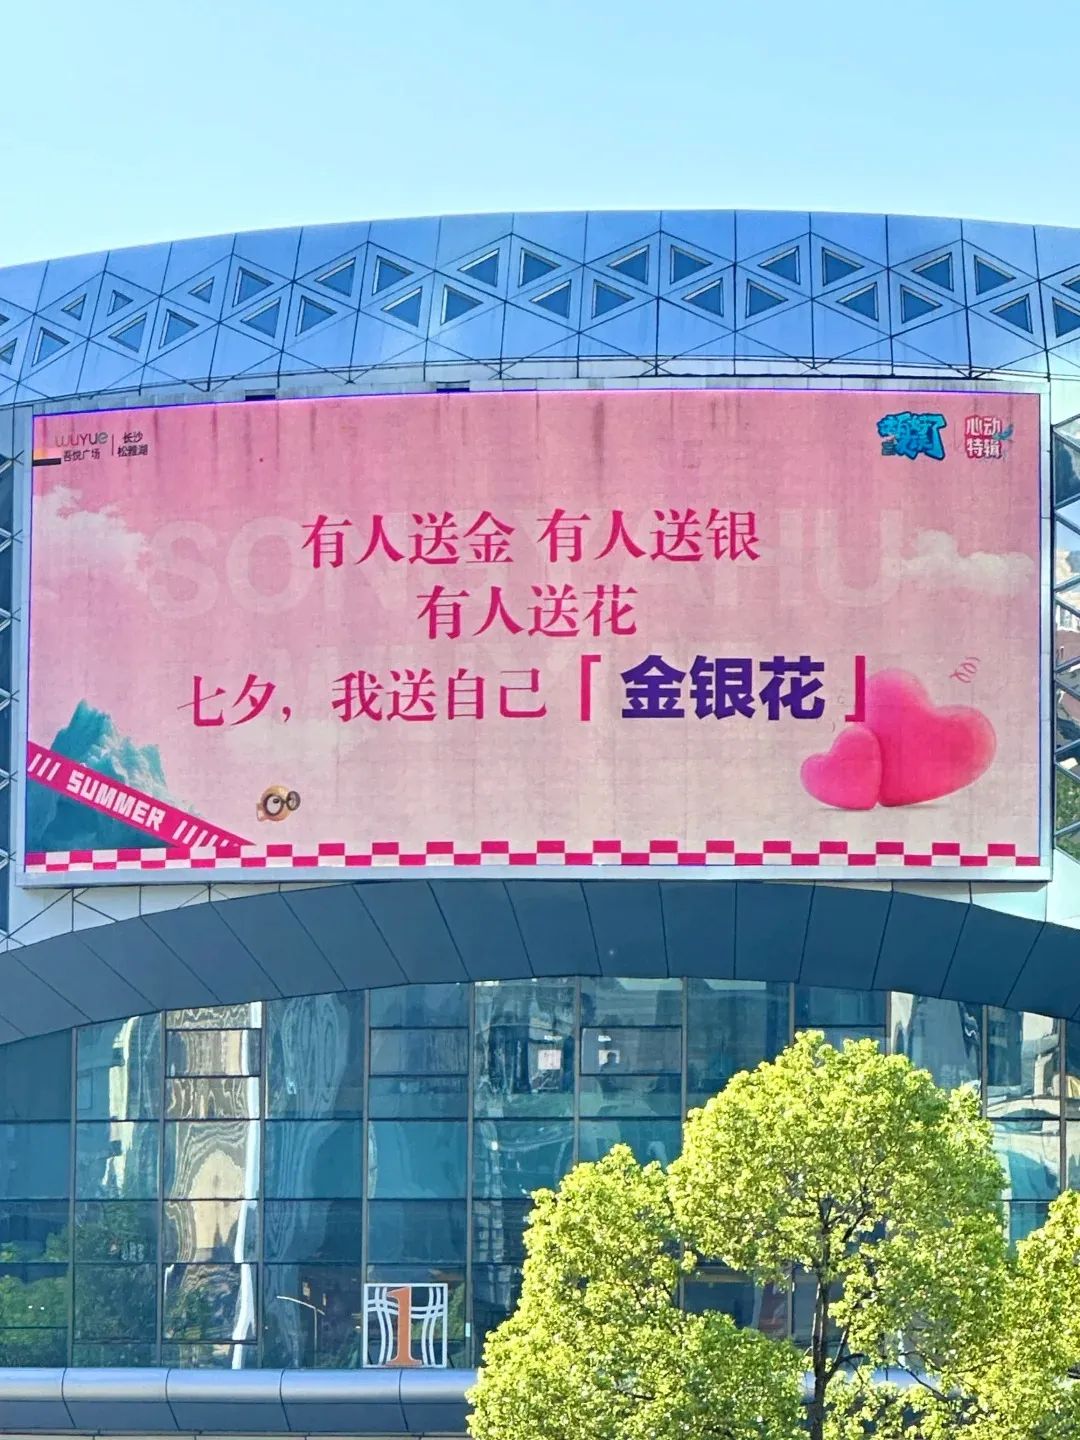 wuyue
吾悦广场
长沙
松雅湖
心动
特辑
有人送金 有人送银
有人送花
七夕，我送自己「金银花」
SUMMER
1